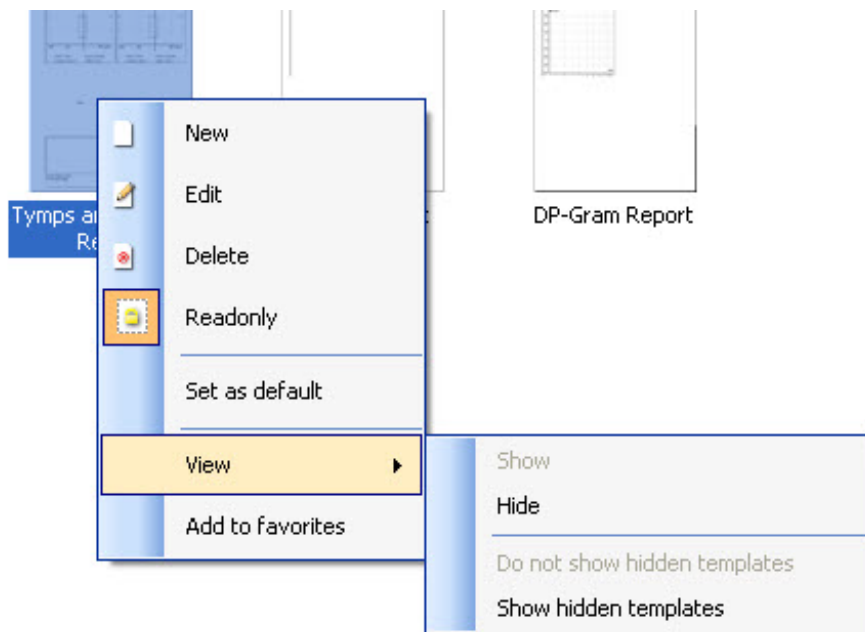 Tymps a
Re
DP-Gram Report
New
Edit
Delete
Readonly
Set as default
View
Add to favorites
Show
Hide
Do not show hidden templates
Show hidden templates